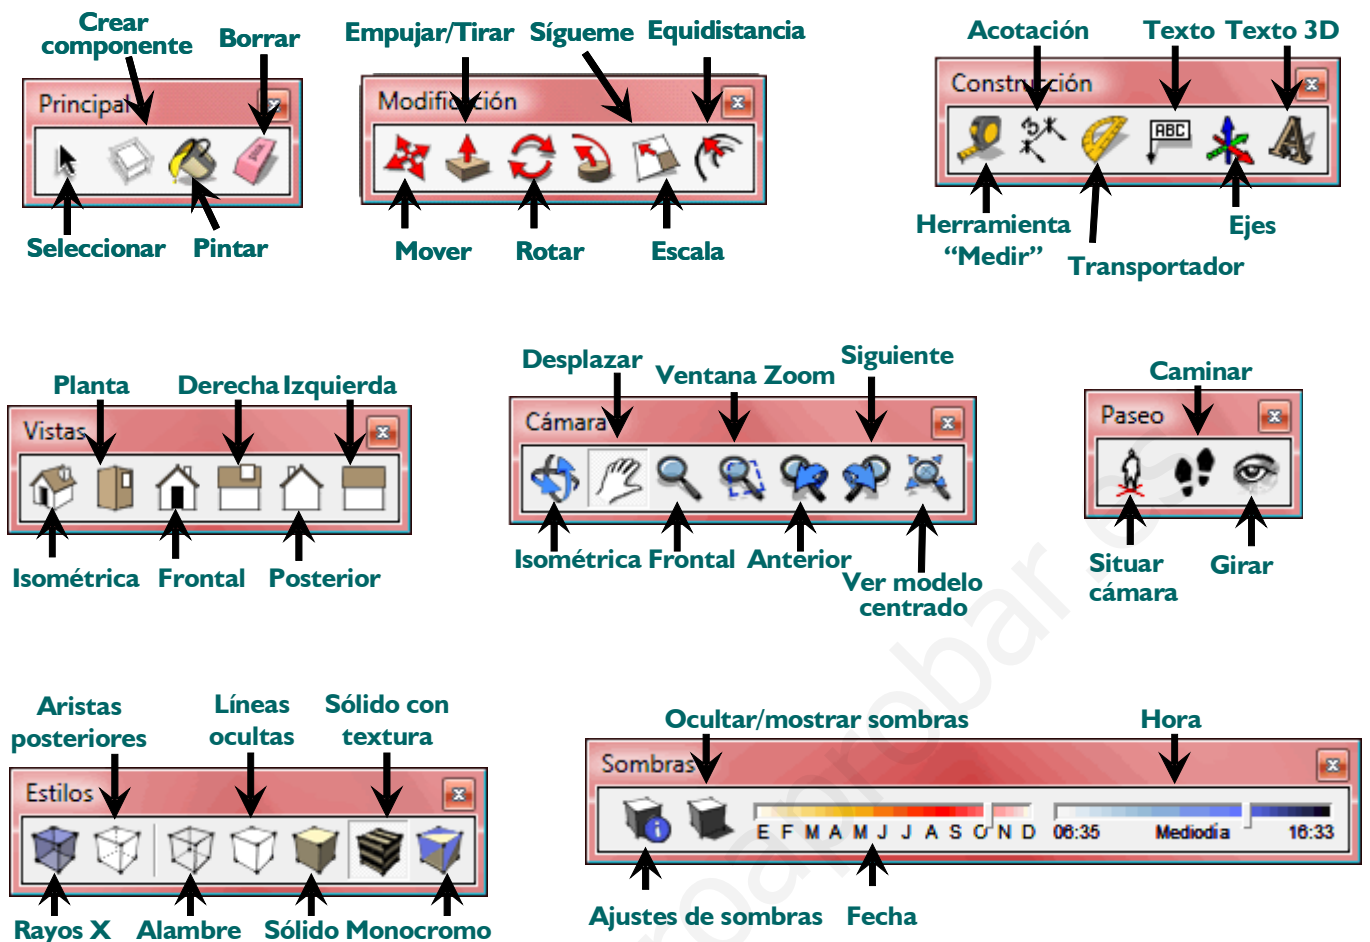 Crear
componente
Borrar
Principal
Seleccionar
Pintar
Empujar/Tirar
Sígueme
Equidistancia
Modificación
Mover
Rotar
Escala
Acotación
Texto
Texto 3D
Construcción
ABC
Herramienta
“Medir”
Transportador
Ejes
Planta
Derecha
Izquierda
Vistas
Isométrica
Frontal
Posterior
Desplazar
Ventana Zoom
Siguiente
Cámara
Isométrica
Frontal
Anterior
Ver modelo
centrado
Caminar
Paseo
Situar
cámara
Girar
Aristas
posteriores
Líneas
ocultas
Sólido con
textura
Estilos
Rayos X
Alambre
Sólido
Monocromo
Ocultar/mostrar sombras
Hora
Sombras
E F M A M J J A S O N D
06:35
Mediodía
16:33
Ajustes de sombras
Fecha